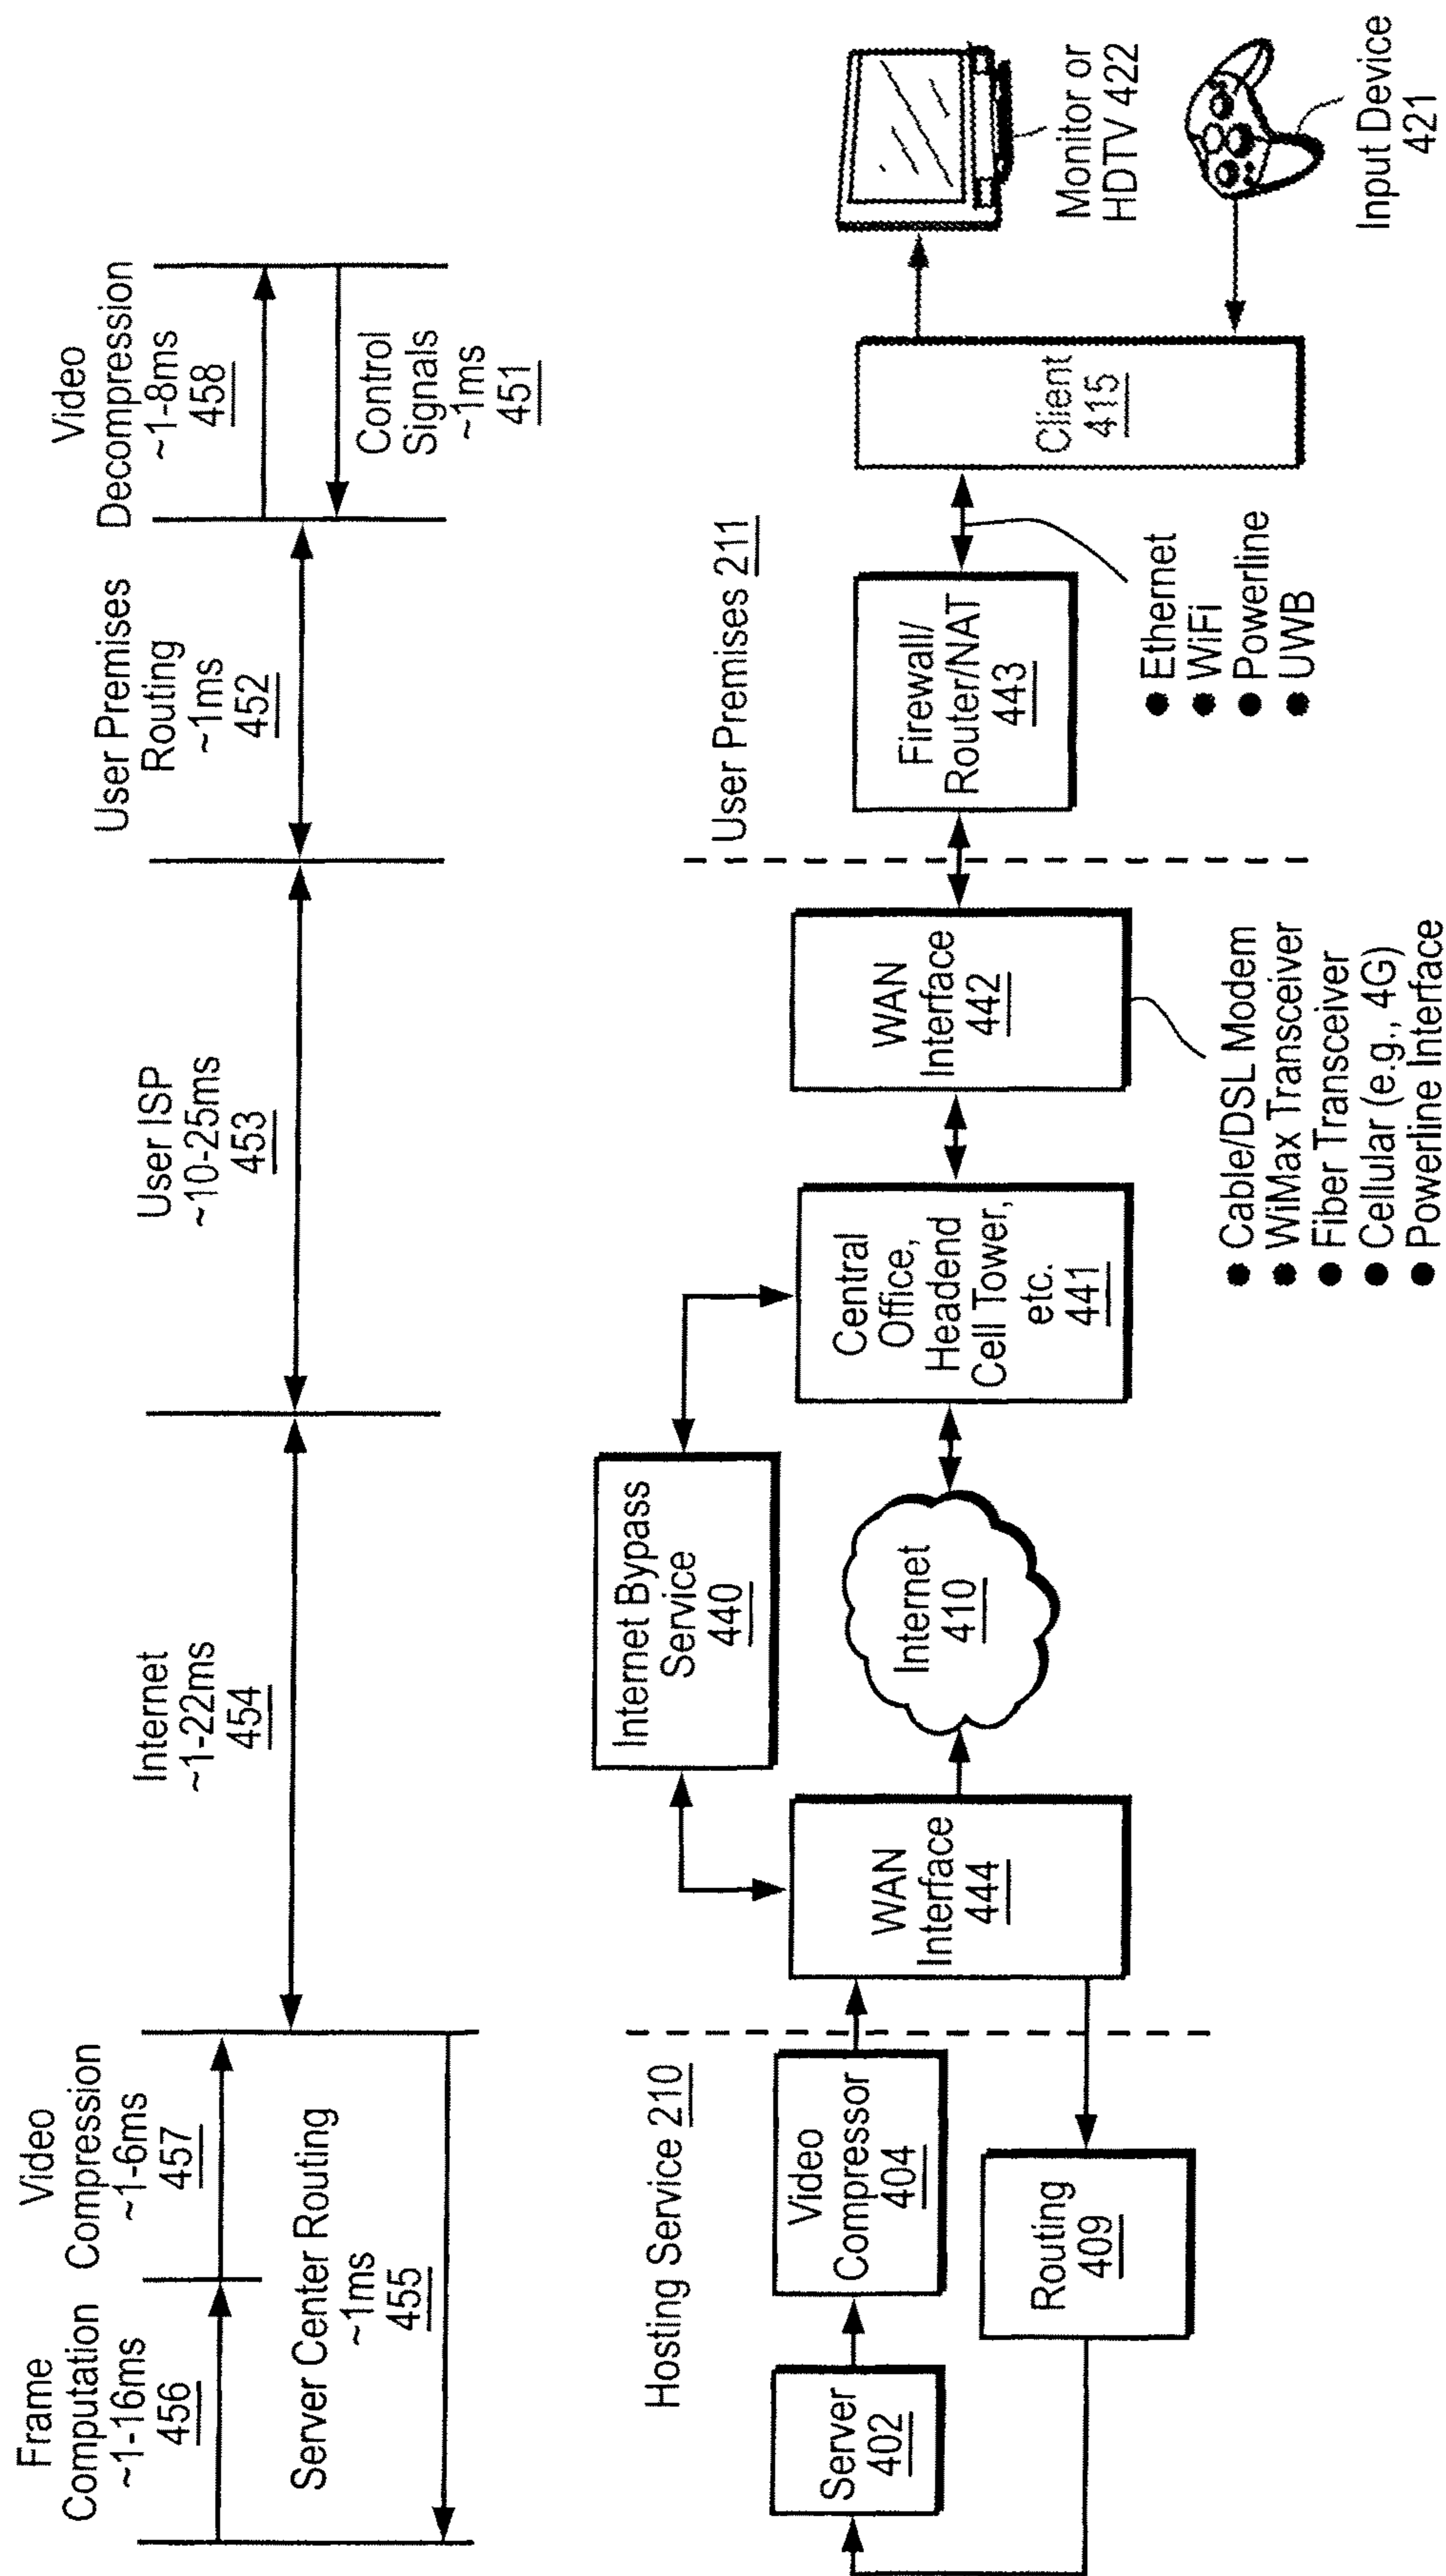 Frame
Computation
~1-16ms
456
Video
Compression
~1-6ms
457
Server Center Routing
~1ms
455
Internet
~1-22ms
454
User ISP
~10-25ms
453
User Premises
Routing
~1ms
452
Video
Decompression
~1-8ms
458
Control
Signals
~1ms
451
Hosting Service 210
Server
402
Video
Compressor
404
Routing
409
WAN
Interface
444
Internet Bypass
Service
440
Internet
410
Central
Office,
Headend
Cell Tower,
etc.
441
WAN
Interface
442
● Cable/DSL Modem
● WiMax Transceiver
● Fiber Transceiver
● Cellular (e.g., 4G)
● Powerline Interface
User Premises 211
Firewall/
Router/NAT
443
● Ethernet
● WiFi
● Powerline
● UWB
Client
415
Monitor or
HDTV 422
Input Device
421